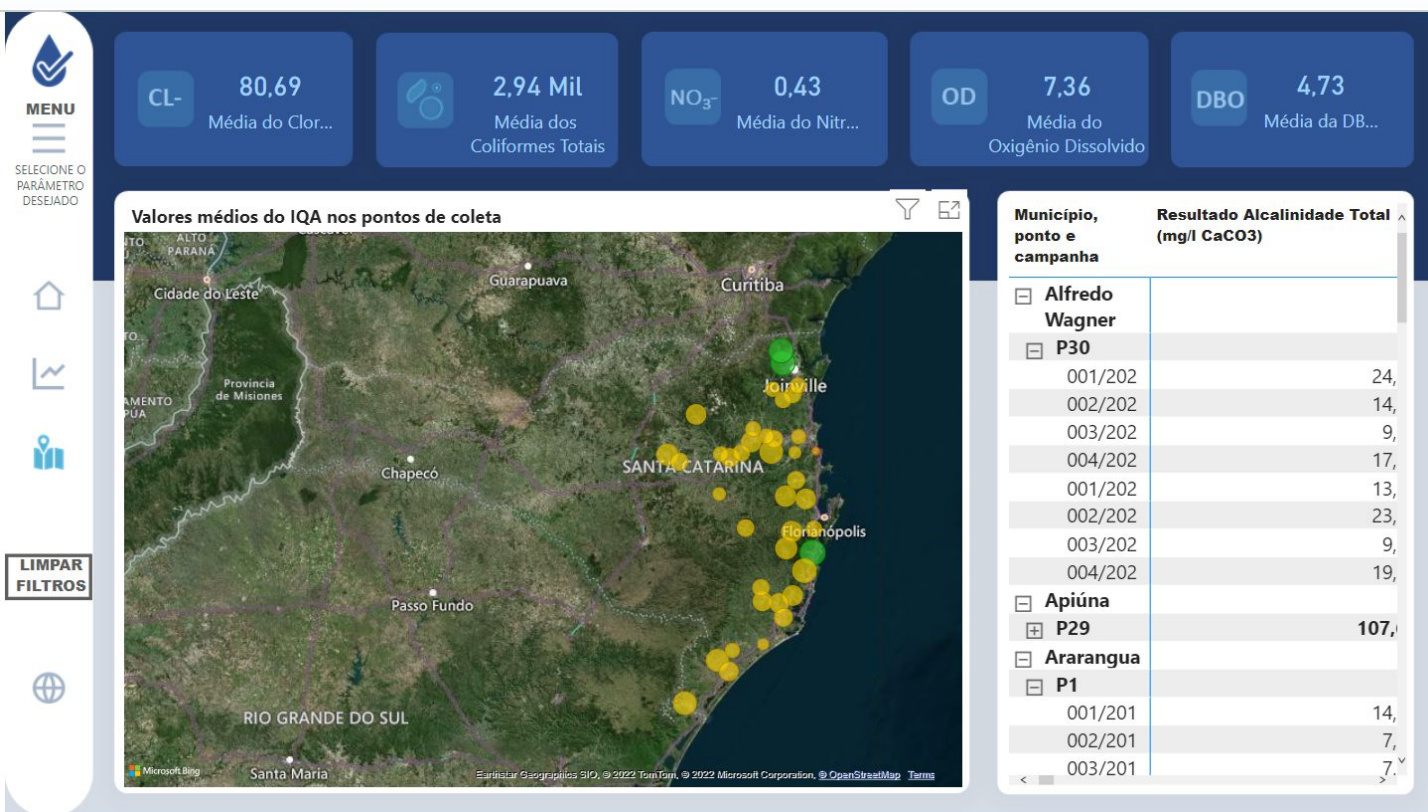 MENU
SELECIONE O
PARÂMETRO
DESEJADO
LIMPAR
FILTROS
CL-
80,69
Média do Clor...
2,94 Mil
Média dos
Coliformes Totais
NO₃⁻
0,43
Média do Nitr...
OD
7,36
Média do
Oxigênio Dissolvido
DBO
4,73
Média da DB...
Valores médios do IQA nos pontos de coleta
ALTO
PARANÁ
Guarapuava
Curitiba
Cidade do Leste
Provincia
de Misiones
Joinville
Chapecó
SANTA CATARINA
Florianópolis
Passo Fundo
RIO GRANDE DO SUL
Santa Maria
Microsoft Bing
Earthstar Geographics SIO, © 2022 TomTom, © 2022 Microsoft Corporation, © OpenStreetMap Terms
Município,
ponto e
campanha
Resultado Alcalinidade Total
(mg/l CaCO3)
Alfredo
Wagner
P30
001/202 24,
002/202 14,
003/202 9,
004/202 17,
001/202 13,
002/202 23,
003/202 9,
004/202 19,
Apiúna
P29 107,
Ararangua
P1
001/201 14,
002/201 7,
003/201 7,